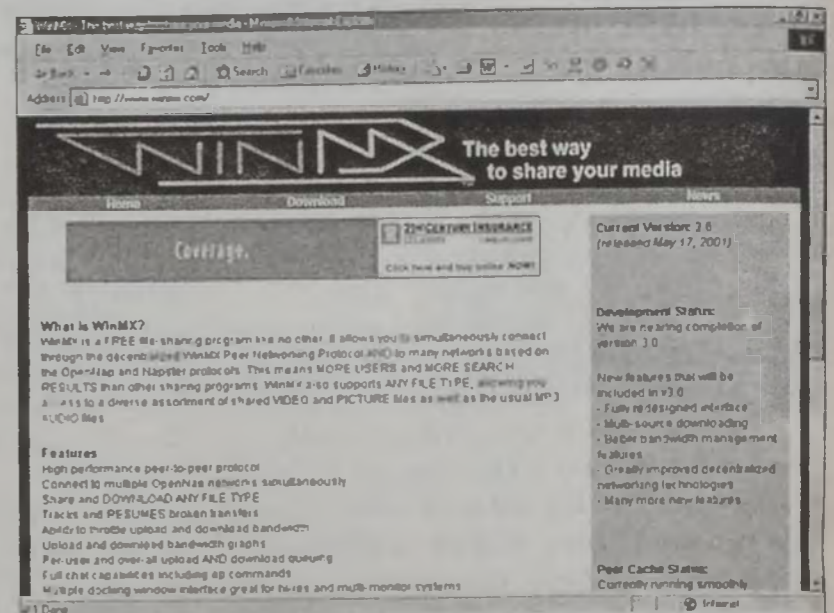 WinMX - The best way to share your media - Microsoft Internet Explorer
File Edit View Favorites Tools Help
Back Search Favorites History
Address http://www.winmx.com/
WINMX
The best way
to share your media
Home Download Support News
Coverage.
21st CENTURY INSURANCE
Click here and buy online NOW!
What is WinMX?
WinMX is a FREE file-sharing program like no other. It allows you to simultaneously connect
through the decentralized WinMX Peer Networking Protocol AND to many networks based on
the OpenNap and Napster protocols. This means MORE USERS and MORE SEARCH
RESULTS than other sharing programs. WinMX also supports ANY FILE TYPE, allowing you
access to a diverse assortment of shared VIDEO and PICTURE files as well as the usual MP3
AUDIO files
Features
High performance peer-to-peer protocol
Connect to multiple OpenNap networks simultaneously
Share and DOWNLOAD ANY FILE TYPE
Tracks and RESUMES broken transfers
Ability to throttle upload and download bandwidth
Upload and download bandwidth graphs
Per-user and over-all upload AND download queuing
Full chat capabilities including op commands
Multiple docking window interface great for hi-res and multi-monitor systems
Current Version: 2.6
(released May 17, 2001)
Development Status:
We are nearing completion of
version 3.0
New features that will be
included in v3.0
- Fully redesigned interface
- Multi-source downloading
- Better bandwidth management
features
- Greatly improved decentralized
networking technologies
- Many more new features...
Peer Cache Status:
Currently running smoothly
Done
Internet